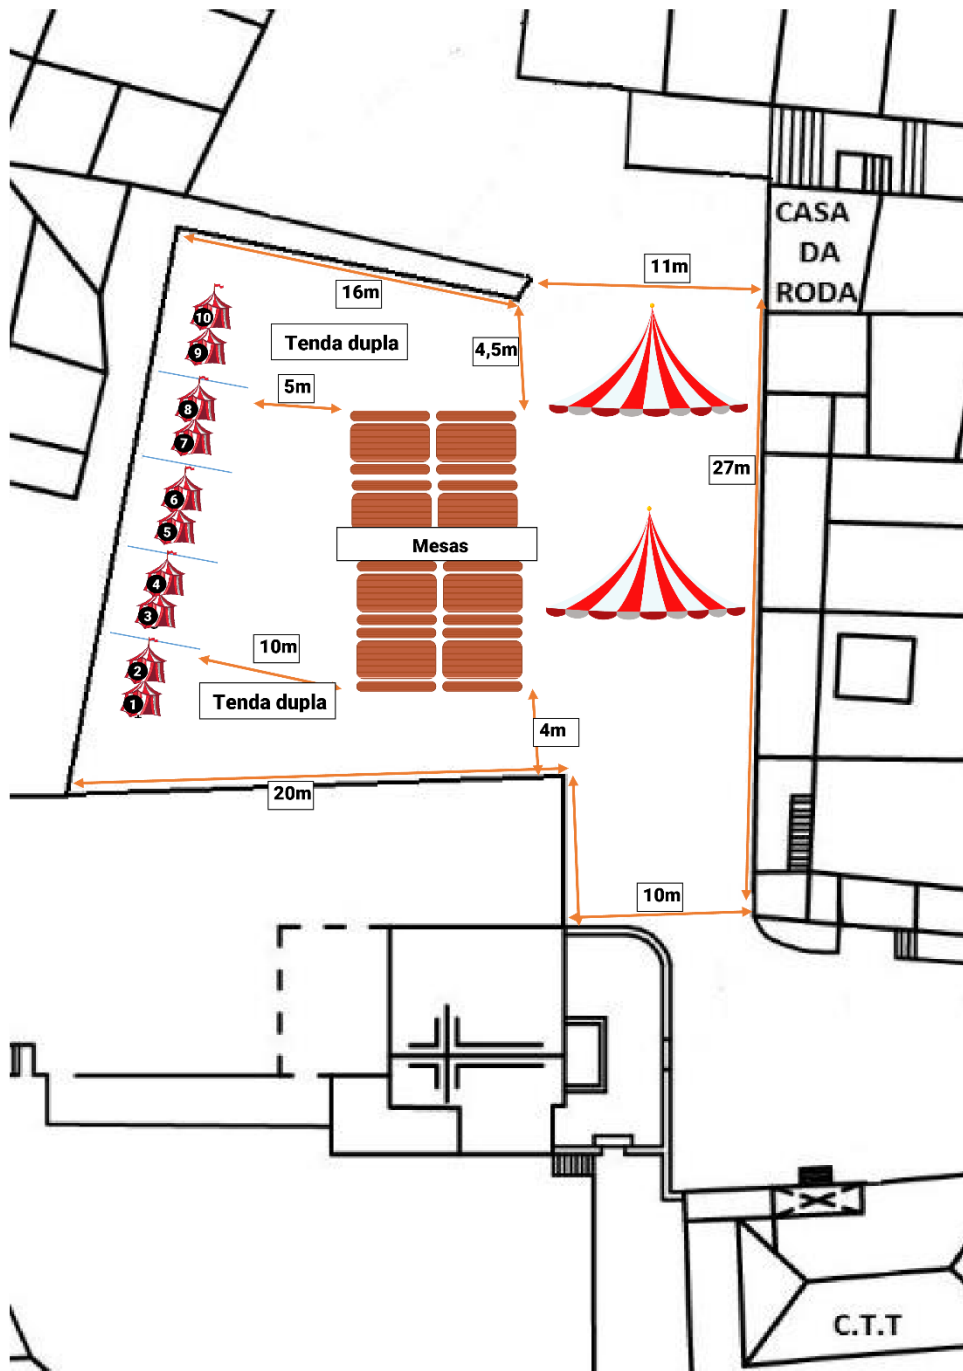 CASA
DA
RODA
11m
16m
10
Tenda dupla
4,5m
9
5m
8
7
27m
6
5
Mesas
4
3
10m
2
Tenda dupla
1
4m
20m
10m
C.T.T